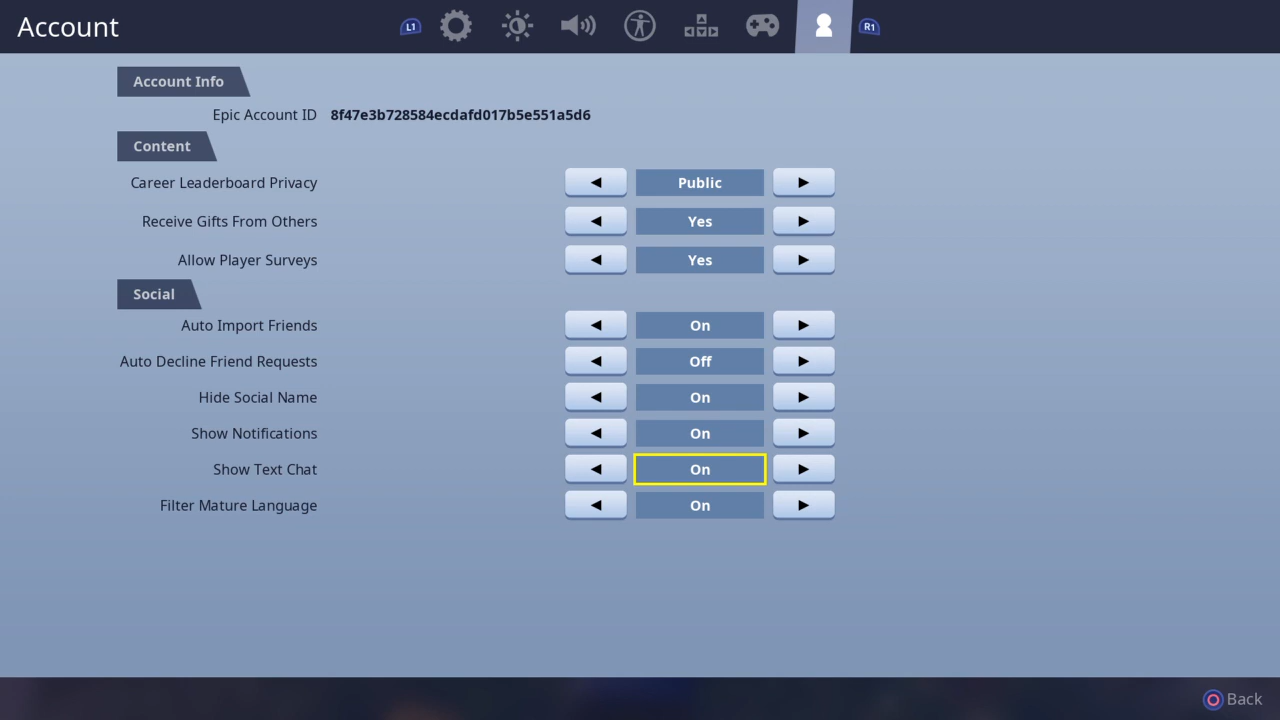 Account
L1
R1
Account Info
Epic Account ID 8f47e3b728584ecdafd017b5e551a5d6
Content
Career Leaderboard Privacy Public
Receive Gifts From Others Yes
Allow Player Surveys Yes
Social
Auto Import Friends On
Auto Decline Friend Requests Off
Hide Social Name On
Show Notifications On
Show Text Chat On
Filter Mature Language On
Back